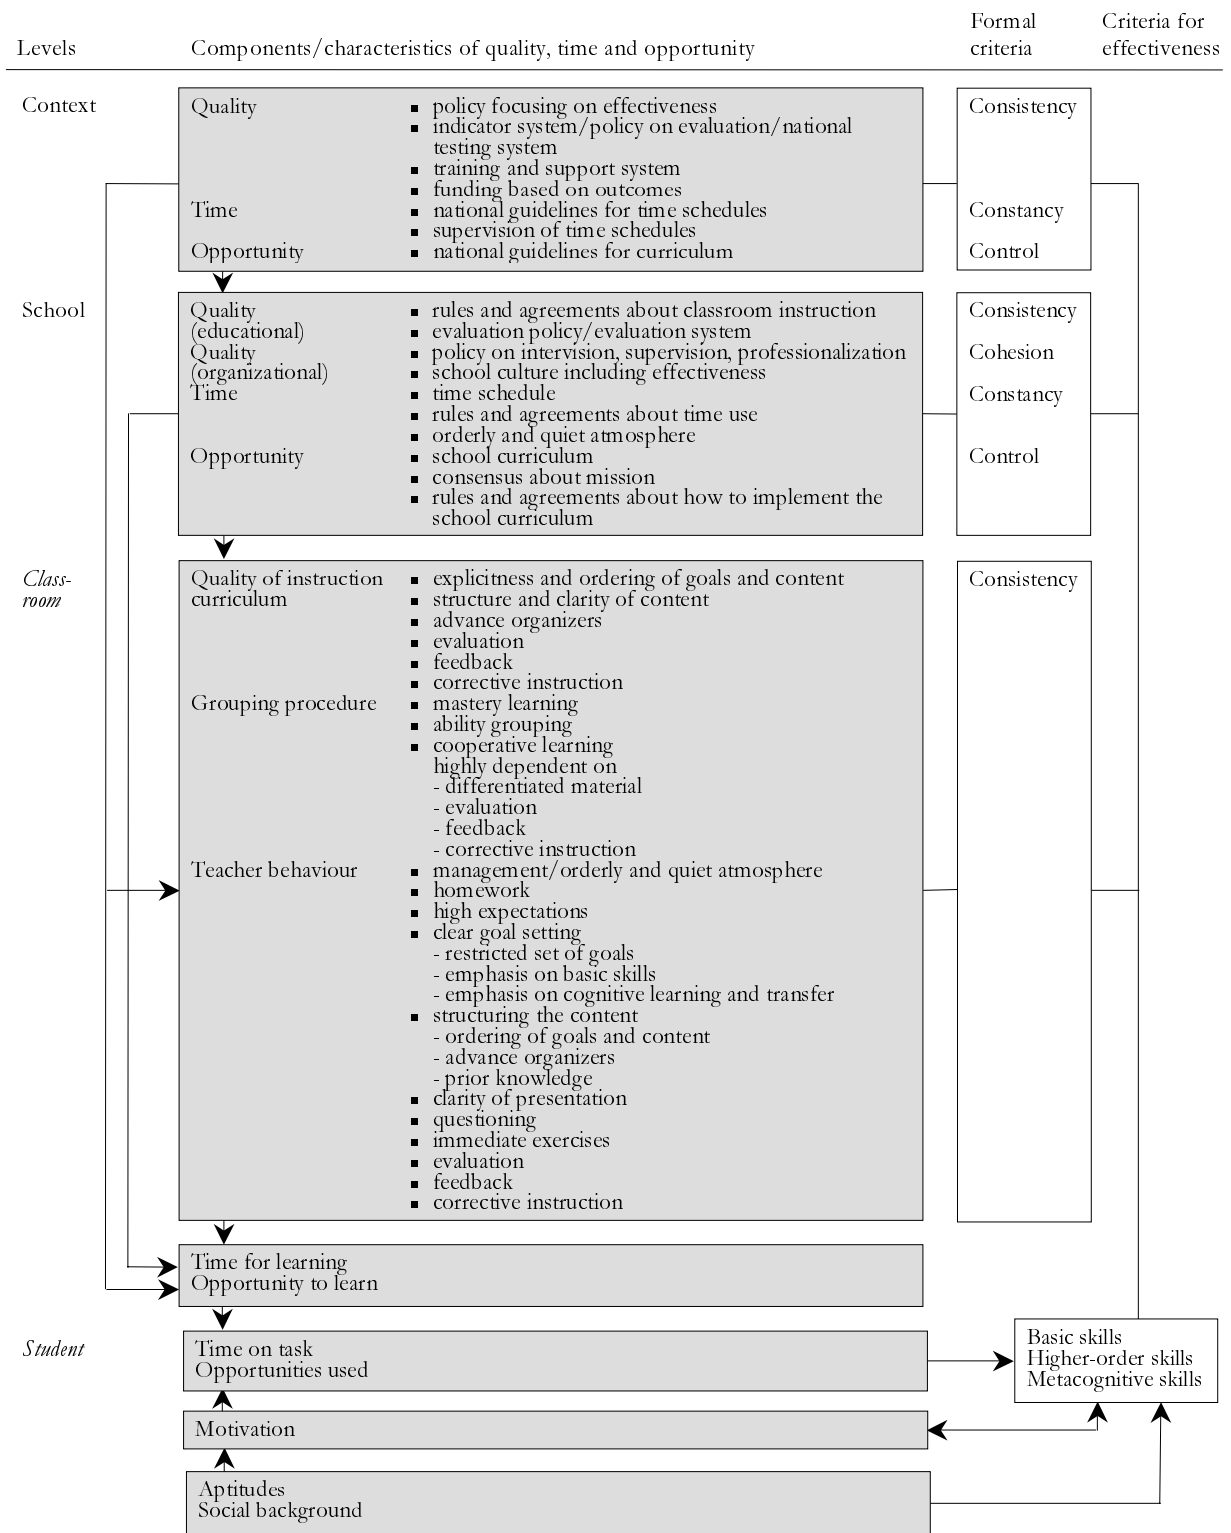 Levels
Components/characteristics of quality, time and opportunity
Formal
criteria
Criteria for
effectiveness
Context
Quality
▪ policy focusing on effectiveness
▪ indicator system/policy on evaluation/national
testing system
▪ training and support system
▪ funding based on outcomes
Time
▪ national guidelines for time schedules
▪ supervision of time schedules
Opportunity
▪ national guidelines for curriculum
Consistency
Constancy
Control
School
Quality
(educational)
▪ rules and agreements about classroom instruction
▪ evaluation policy/evaluation system
Quality
(organizational)
▪ policy on intervision, supervision, professionalization
▪ school culture including effectiveness
Time
▪ time schedule
▪ rules and agreements about time use
▪ orderly and quiet atmosphere
Opportunity
▪ school curriculum
▪ consensus about mission
▪ rules and agreements about how to implement the
school curriculum
Consistency
Cohesion
Constancy
Control
Class-
room
Quality of instruction
curriculum
▪ explicitness and ordering of goals and content
▪ structure and clarity of content
▪ advance organizers
▪ evaluation
▪ feedback
▪ corrective instruction
Grouping procedure
▪ mastery learning
▪ ability grouping
▪ cooperative learning
highly dependent on
- differentiated material
- evaluation
- feedback
- corrective instruction
Teacher behaviour
▪ management/orderly and quiet atmosphere
▪ homework
▪ high expectations
▪ clear goal setting
- restricted set of goals
- emphasis on basic skills
- emphasis on cognitive learning and transfer
▪ structuring the content
- ordering of goals and content
- advance organizers
- prior knowledge
▪ clarity of presentation
▪ questioning
▪ immediate exercises
▪ evaluation
▪ feedback
▪ corrective instruction
Consistency
Time for learning
Opportunity to learn
Student
Time on task
Opportunities used
Basic skills
Higher-order skills
Metacognitive skills
Motivation
Aptitudes
Social background